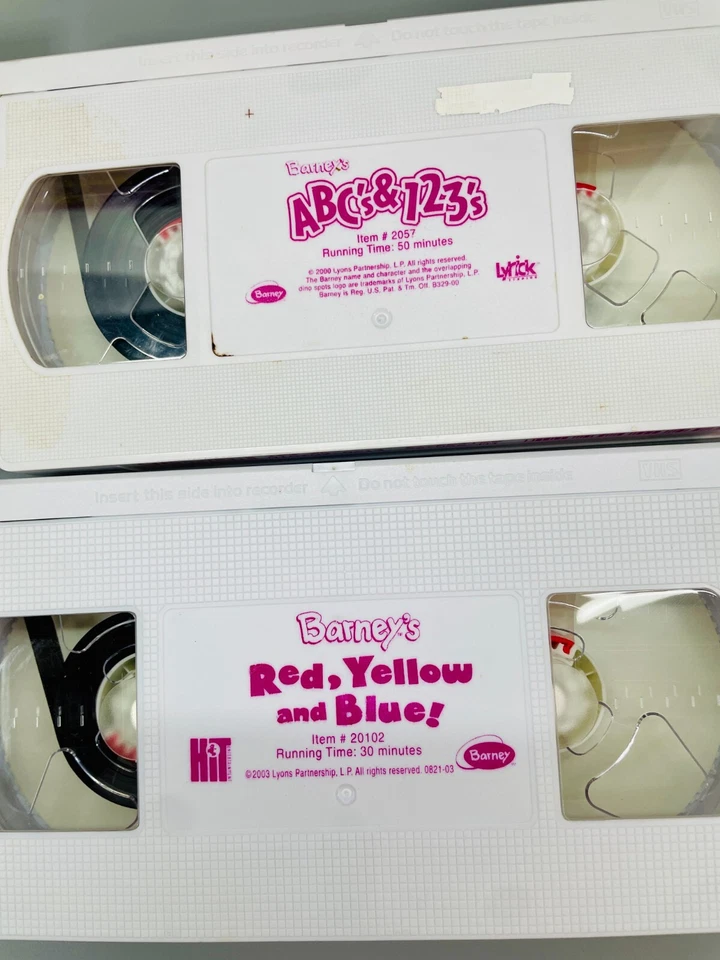 Insert this side into recorder Do not touch the tape inside VHS
Barney's
ABC's & 123's
Item # 2057
Running Time: 50 minutes
© 2000 Lyons Partnership, L.P. All rights reserved.
The Barney name and character and the overlapping
dino spots logo are trademarks of Lyons Partnership, L.P.
Barney is Reg. U.S. Pat. & Tm. Off. B329-00
Barney
Lyrick
STUDIOS
Insert this side into recorder Do not touch the tape inside VHS
Barney's
Red, Yellow
and Blue!
Item # 20102
Running Time: 30 minutes
©2003 Lyons Partnership, L.P. All rights reserved. 0821-03
HiT
ENTERTAINMENT
Barney